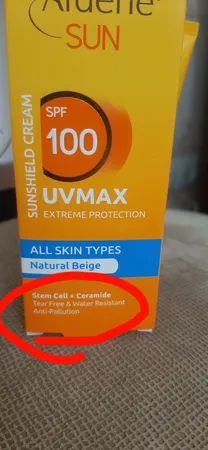 Ardene
SUN
SUNSHIELD CREAM
SPF
100
UVMAX
EXTREME PROTECTION
ALL SKIN TYPES
Natural Beige
Stem Cell + Ceramide
Tear Free & Water Resistant
Anti-Pollution